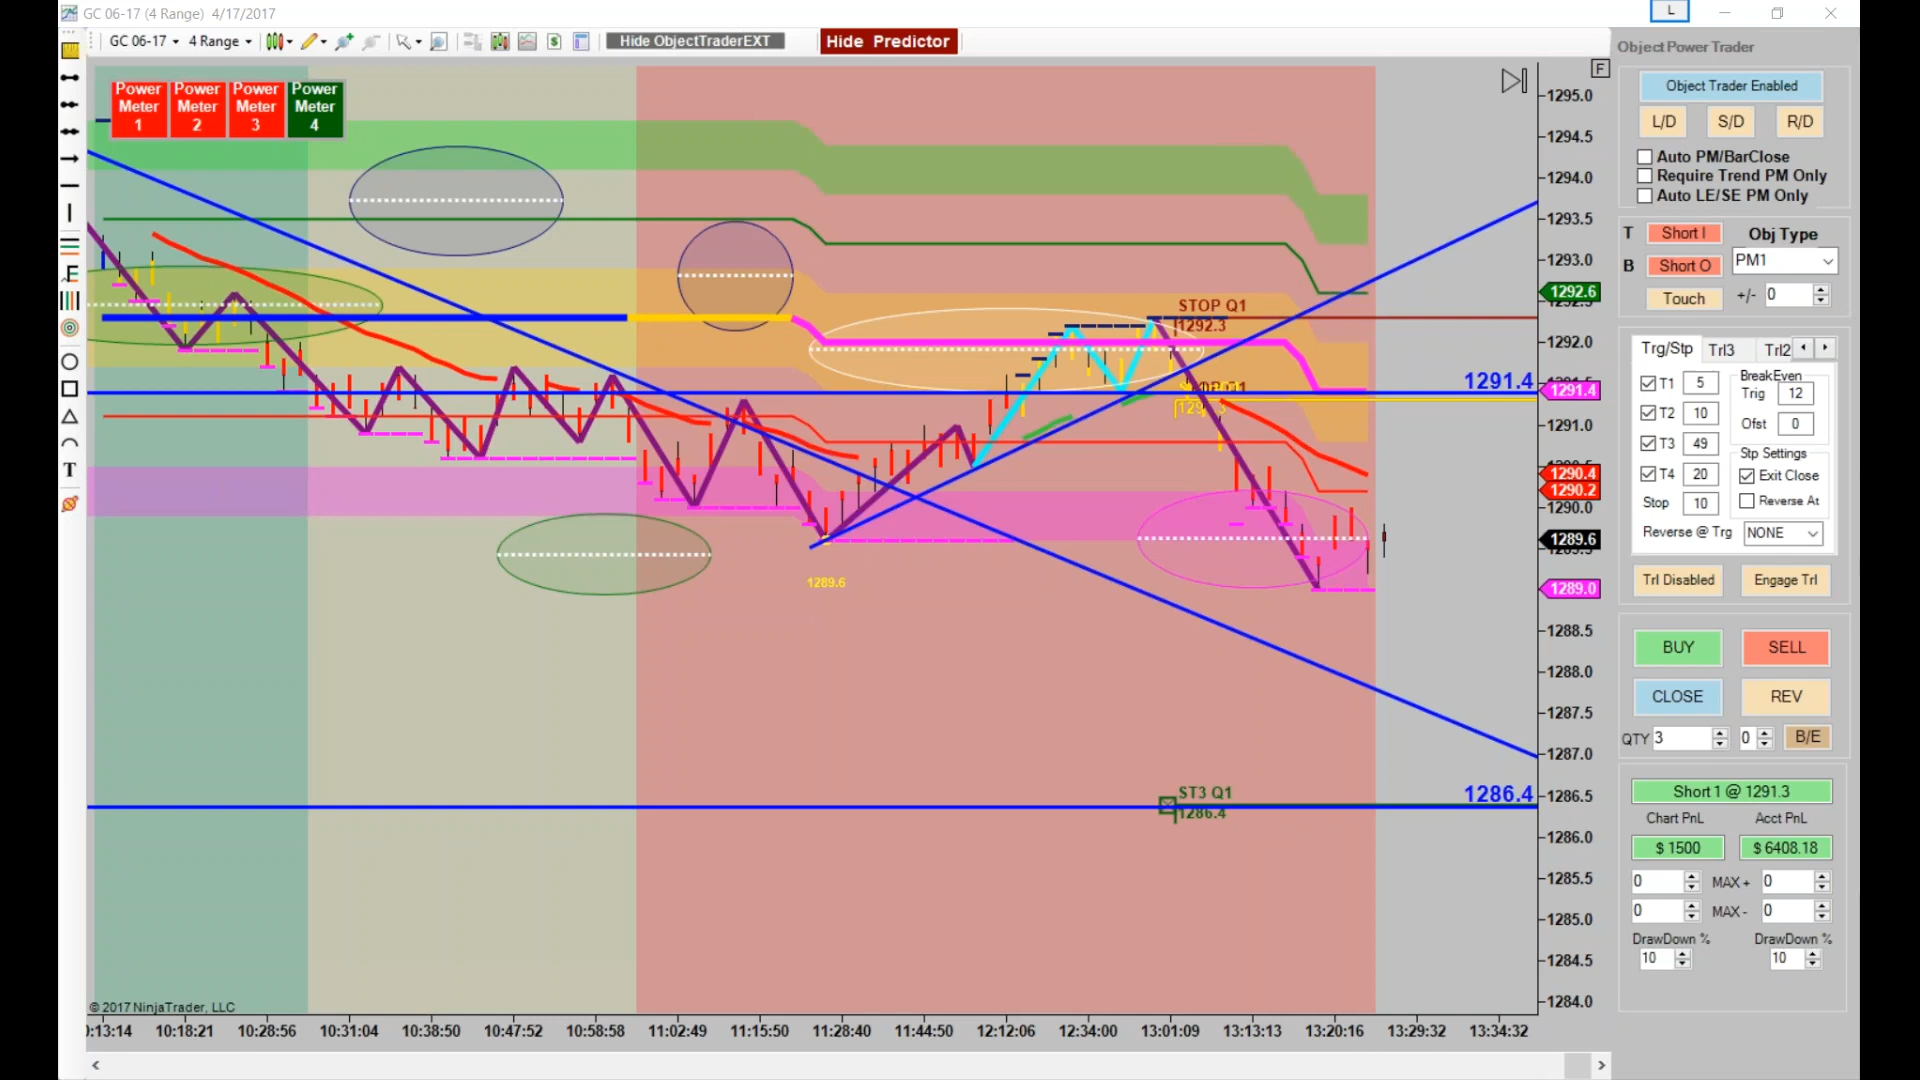 GC 06-17 (4 Range)  4/17/2017
L
GC 06-17
4 Range
Hide ObjectTraderEXT
Hide Predictor
F
Power Meter 1
Power Meter 2
Power Meter 3
Power Meter 4
1295.0
1294.5
1294.0
1293.5
1293.0
1292.6
1292.0
1291.4
1291.4
1291.0
1290.4
1290.2
1290.0
1289.6
1289.0
1288.5
1288.0
1287.5
1287.0
1286.4
1286.5
1286.0
1285.5
1285.0
1284.5
1284.0
STOP Q1
1292.3
1289.6
ST3 Q1
1286.4
© 2017 NinjaTrader, LLC
10:18:21
10:28:56
10:31:04
10:38:50
10:47:52
10:58:58
11:02:49
11:15:50
11:28:40
11:44:50
12:12:06
12:34:00
13:01:09
13:13:13
13:20:16
13:29:32
13:34:32
Object Power Trader
Object Trader Enabled
L/D
S/D
R/D
Auto PM/BarClose
Require Trend PM Only
Auto LE/SE PM Only
T
Short I
Obj Type
B
Short O
PM1
Touch
+/-
0
Trg/Stp
Trl3
Trl2
T1
5
T2
10
T3
49
T4
20
Stop
10
BreakEven
Trig
12
Ofst
0
Stp Settings
Exit Close
Reverse At
Reverse @ Trg
NONE
Trl Disabled
Engage Trl
BUY
SELL
CLOSE
REV
QTY
3
0
B/E
Short 1 @ 1291.3
Chart PnL
Acct PnL
$ 1500
$ 6408.18
0
MAX +
0
0
MAX -
0
DrawDown %
DrawDown %
10
10
T